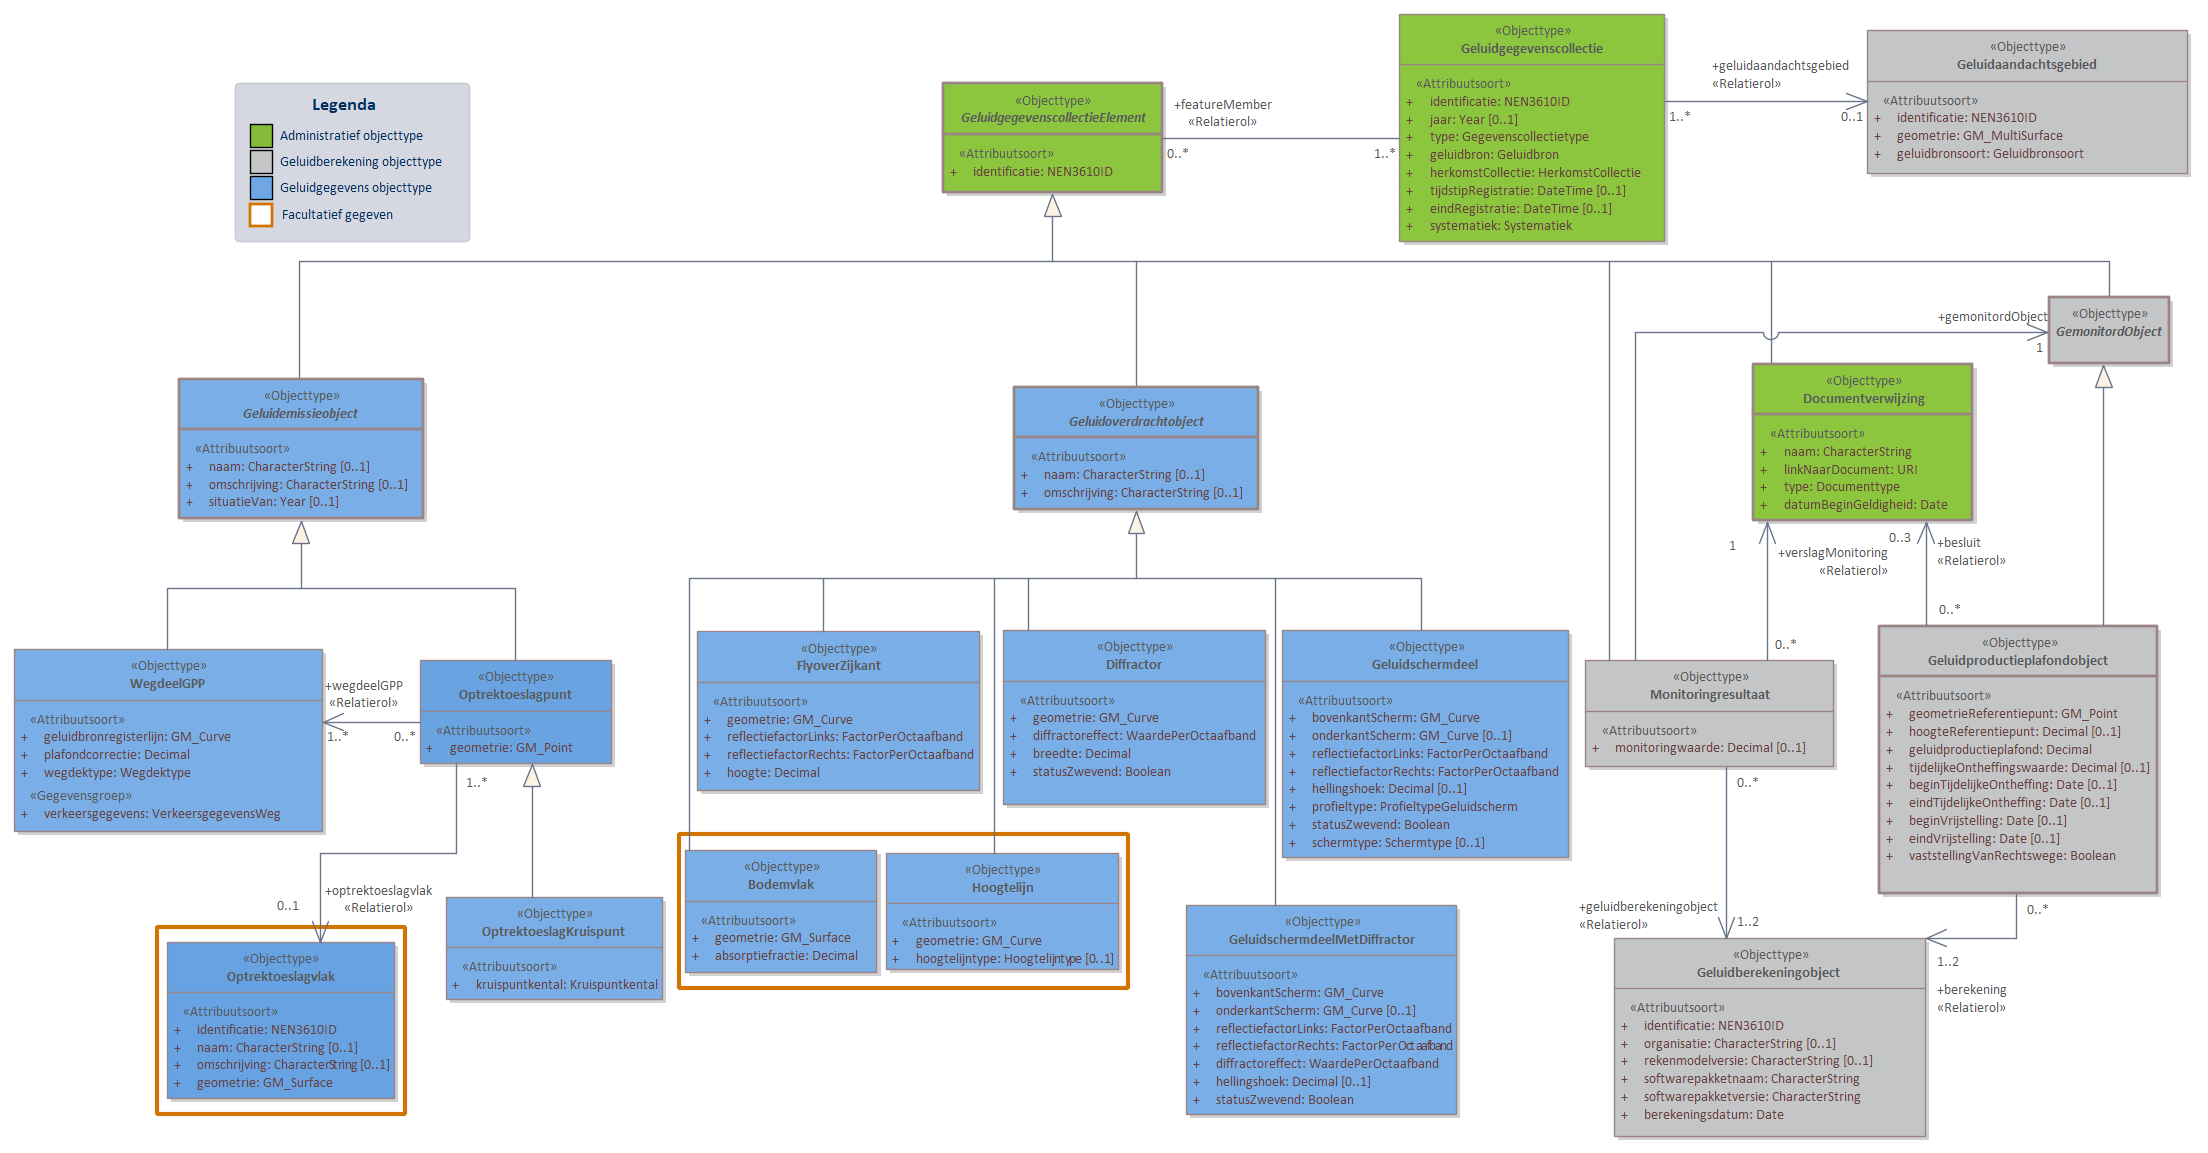 Legenda
Administratief objecttype
Geluidberekening objecttype
Geluidgegevens objecttype
Facultatief gegeven
«Objecttype»
GeluidgegevenscollectieElement
«Attribuutsoort»
+ identificatie: NEN3610ID
+featureMember
«Relatierol»
0..*
1..*
«Objecttype»
Geluidgegevenscollectie
«Attribuutsoort»
+ identificatie: NEN3610ID
+ jaar: Year [0..1]
+ type: Gegevenscollectietype
+ geluidbron: Geluidbron
+ herkomstCollectie: HerkomstCollectie
+ tijdstipRegistratie: DateTime [0..1]
+ eindRegistratie: DateTime [0..1]
+ systematiek: Systematiek
+geluidaandachtsgebied
«Relatierol»
1..*
0..1
«Objecttype»
Geluidaandachtsgebied
«Attribuutsoort»
+ identificatie: NEN3610ID
+ geometrie: GM_MultiSurface
+ geluidbronsoort: Geluidbronsoort
+gemonitordObject
1
«Objecttype»
GemonitordObject
«Objecttype»
Geluidemissieobject
«Attribuutsoort»
+ naam: CharacterString [0..1]
+ omschrijving: CharacterString [0..1]
+ situatieVan: Year [0..1]
«Objecttype»
Geluidoverdrachtobject
«Attribuutsoort»
+ naam: CharacterString [0..1]
+ omschrijving: CharacterString [0..1]
«Objecttype»
Documentverwijzing
«Attribuutsoort»
+ naam: CharacterString
+ linkNaarDocument: URI
+ type: Documenttype
+ datumBeginGeldigheid: Date
1
+verslagMonitoring
«Relatierol»
0..*
0..3
+besluit
«Relatierol»
0..*
«Objecttype»
WegdeelGPP
«Attribuutsoort»
+ geluidbronregisterlijn: GM_Curve
+ plafondcorrectie: Decimal
+ wegdektype: Wegdektype
«Gegevensgroep»
+ verkeersgegevens: VerkeersgegevensWeg
+wegdeelGPP
«Relatierol»
1..*
0..*
«Objecttype»
Optrektoeslagpunt
«Attribuutsoort»
+ geometrie: GM_Point
1..*
+optrektoeslagvlak
«Relatierol»
0..1
«Objecttype»
Optrektoeslagvlak
«Attribuutsoort»
+ identificatie: NEN3610ID
+ naam: CharacterString [0..1]
+ omschrijving: CharacterString [0..1]
+ geometrie: GM_Surface
«Objecttype»
OptrektoeslagKruispunt
«Attribuutsoort»
+ kruispuntkental: Kruispuntkental
«Objecttype»
FlyoverZijkant
«Attribuutsoort»
+ geometrie: GM_Curve
+ reflectiefactorLinks: FactorPerOctaafband
+ reflectiefactorRechts: FactorPerOctaafband
+ hoogte: Decimal
«Objecttype»
Diffractor
«Attribuutsoort»
+ geometrie: GM_Curve
+ diffractoreffect: WaardePerOctaafband
+ breedte: Decimal
+ statusZwevend: Boolean
«Objecttype»
Geluidschermdeel
«Attribuutsoort»
+ bovenkantScherm: GM_Curve
+ onderkantScherm: GM_Curve [0..1]
+ reflectiefactorLinks: FactorPerOctaafband
+ reflectiefactorRechts: FactorPerOctaafband
+ hellingshoek: Decimal [0..1]
+ profieltype: ProfieltypeGeluidscherm
+ statusZwevend: Boolean
+ schermtype: Schermtype [0..1]
«Objecttype»
Bodemvlak
«Attribuutsoort»
+ geometrie: GM_Surface
+ absorptiefractie: Decimal
«Objecttype»
Hoogtelijn
«Attribuutsoort»
+ geometrie: GM_Curve
+ hoogtelijntype: Hoogtelijntype [0..1]
«Objecttype»
GeluidschermdeelMetDiffractor
«Attribuutsoort»
+ bovenkantScherm: GM_Curve
+ onderkantScherm: GM_Curve [0..1]
+ reflectiefactorLinks: FactorPerOctaafband
+ reflectiefactorRechts: FactorPerOctaafband
+ diffractoreffect: WaardePerOctaafband
+ hellingshoek: Decimal [0..1]
+ statusZwevend: Boolean
«Objecttype»
Monitoringresultaat
«Attribuutsoort»
+ monitoringwaarde: Decimal [0..1]
0..*
+geluidberekeningobject
«Relatierol»
1..2
«Objecttype»
Geluidproductieplafondobject
«Attribuutsoort»
+ geometrieReferentiepunt: GM_Point
+ hoogteReferentiepunt: Decimal [0..1]
+ geluidproductieplafond: Decimal
+ tijdelijkeOntheffingswaarde: Decimal [0..1]
+ beginTijdelijkeOntheffing: Date [0..1]
+ eindTijdelijkeOntheffing: Date [0..1]
+ beginVrijstelling: Date [0..1]
+ eindVrijstelling: Date [0..1]
+ vaststellingVanRechtswege: Boolean
0..*
1..2
+berekening
«Relatierol»
«Objecttype»
Geluidberekeningobject
«Attribuutsoort»
+ identificatie: NEN3610ID
+ organisatie: CharacterString [0..1]
+ rekenmodelversie: CharacterString [0..1]
+ softwarepakketnaam: CharacterString
+ softwarepakketversie: CharacterString
+ berekeningsdatum: Date